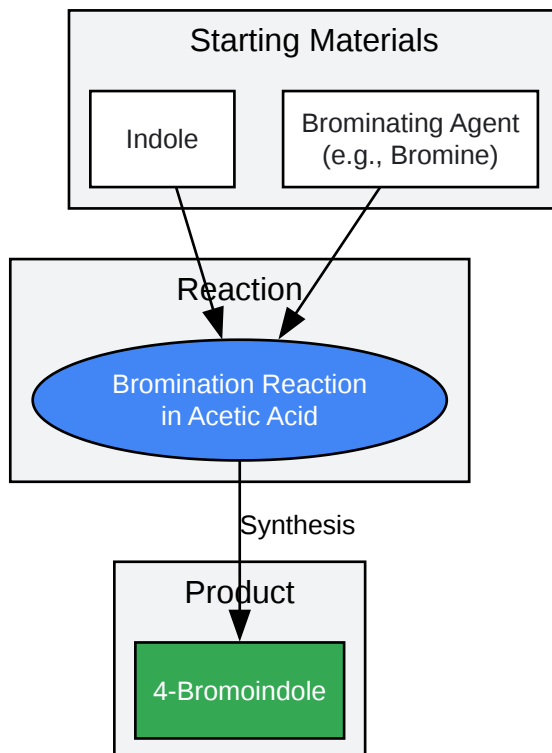 Starting Materials
Indole
Brominating Agent
(e.g., Bromine)
Reaction
Bromination Reaction
in Acetic Acid
Synthesis
Product
4-Bromoindole